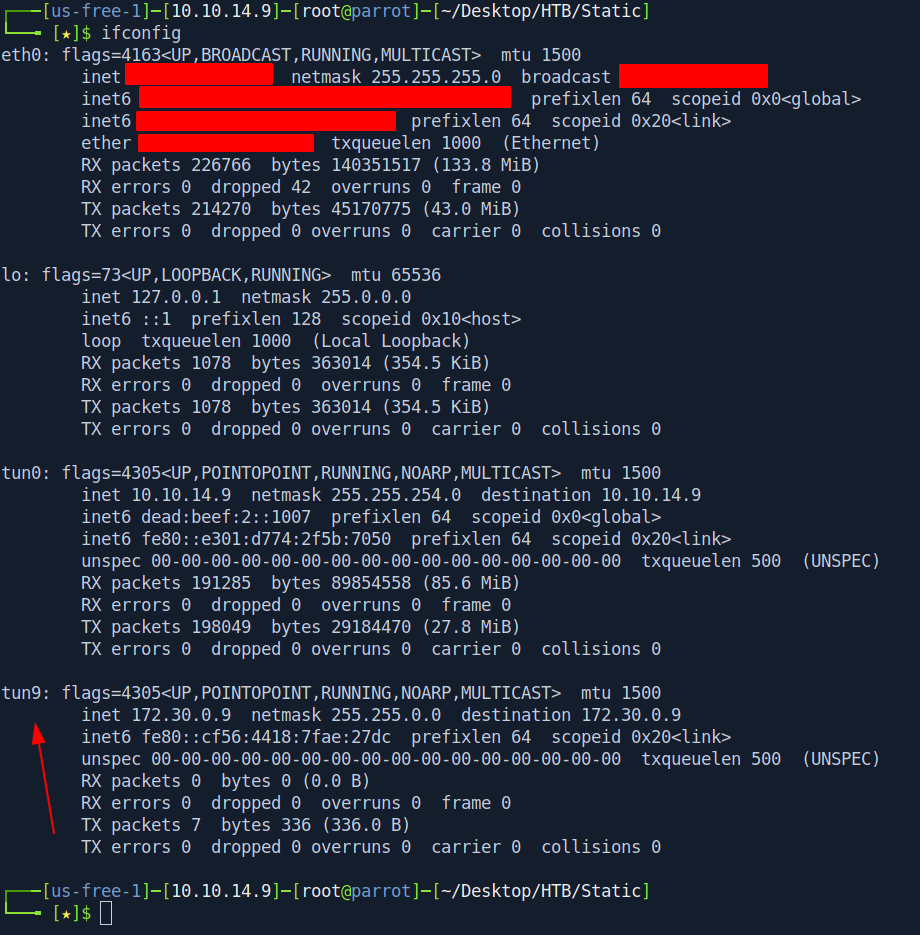 ┌──[us-free-1]─[10.10.14.9]─[root@parrot]─[~/Desktop/HTB/Static]
└──╼ [★]$ ifconfig
eth0: flags=4163<UP,BROADCAST,RUNNING,MULTICAST>  mtu 1500
        inet   netmask 255.255.255.0  broadcast
        inet6   prefixlen 64  scopeid 0x0<global>
        inet6   prefixlen 64  scopeid 0x20<link>
        ether   txqueuelen 1000  (Ethernet)
        RX packets 226766  bytes 140351517 (133.8 MiB)
        RX errors 0  dropped 42  overruns 0  frame 0
        TX packets 214270  bytes 45170775 (43.0 MiB)
        TX errors 0  dropped 0 overruns 0  carrier 0  collisions 0

lo: flags=73<UP,LOOPBACK,RUNNING>  mtu 65536
        inet 127.0.0.1  netmask 255.0.0.0
        inet6 ::1  prefixlen 128  scopeid 0x10<host>
        loop  txqueuelen 1000  (Local Loopback)
        RX packets 1078  bytes 363014 (354.5 KiB)
        RX errors 0  dropped 0  overruns 0  frame 0
        TX packets 1078  bytes 363014 (354.5 KiB)
        TX errors 0  dropped 0 overruns 0  carrier 0  collisions 0

tun0: flags=4305<UP,POINTOPOINT,RUNNING,NOARP,MULTICAST>  mtu 1500
        inet 10.10.14.9  netmask 255.255.254.0  destination 10.10.14.9
        inet6 dead:beef:2::1007  prefixlen 64  scopeid 0x0<global>
        inet6 fe80::e301:d774:2f5b:7050  prefixlen 64  scopeid 0x20<link>
        unspec 00-00-00-00-00-00-00-00-00-00-00-00-00-00-00-00  txqueuelen 500  (UNSPEC)
        RX packets 191285  bytes 89854558 (85.6 MiB)
        RX errors 0  dropped 0  overruns 0  frame 0
        TX packets 198049  bytes 29184470 (27.8 MiB)
        TX errors 0  dropped 0 overruns 0  carrier 0  collisions 0

tun9: flags=4305<UP,POINTOPOINT,RUNNING,NOARP,MULTICAST>  mtu 1500
        inet 172.30.0.9  netmask 255.255.0.0  destination 172.30.0.9
        inet6 fe80::cf56:4418:7fae:27dc  prefixlen 64  scopeid 0x20<link>
        unspec 00-00-00-00-00-00-00-00-00-00-00-00-00-00-00-00  txqueuelen 500  (UNSPEC)
        RX packets 0  bytes 0 (0.0 B)
        RX errors 0  dropped 0  overruns 0  frame 0
        TX packets 7  bytes 336 (336.0 B)
        TX errors 0  dropped 0 overruns 0  carrier 0  collisions 0

┌──[us-free-1]─[10.10.14.9]─[root@parrot]─[~/Desktop/HTB/Static]
└──╼ [★]$